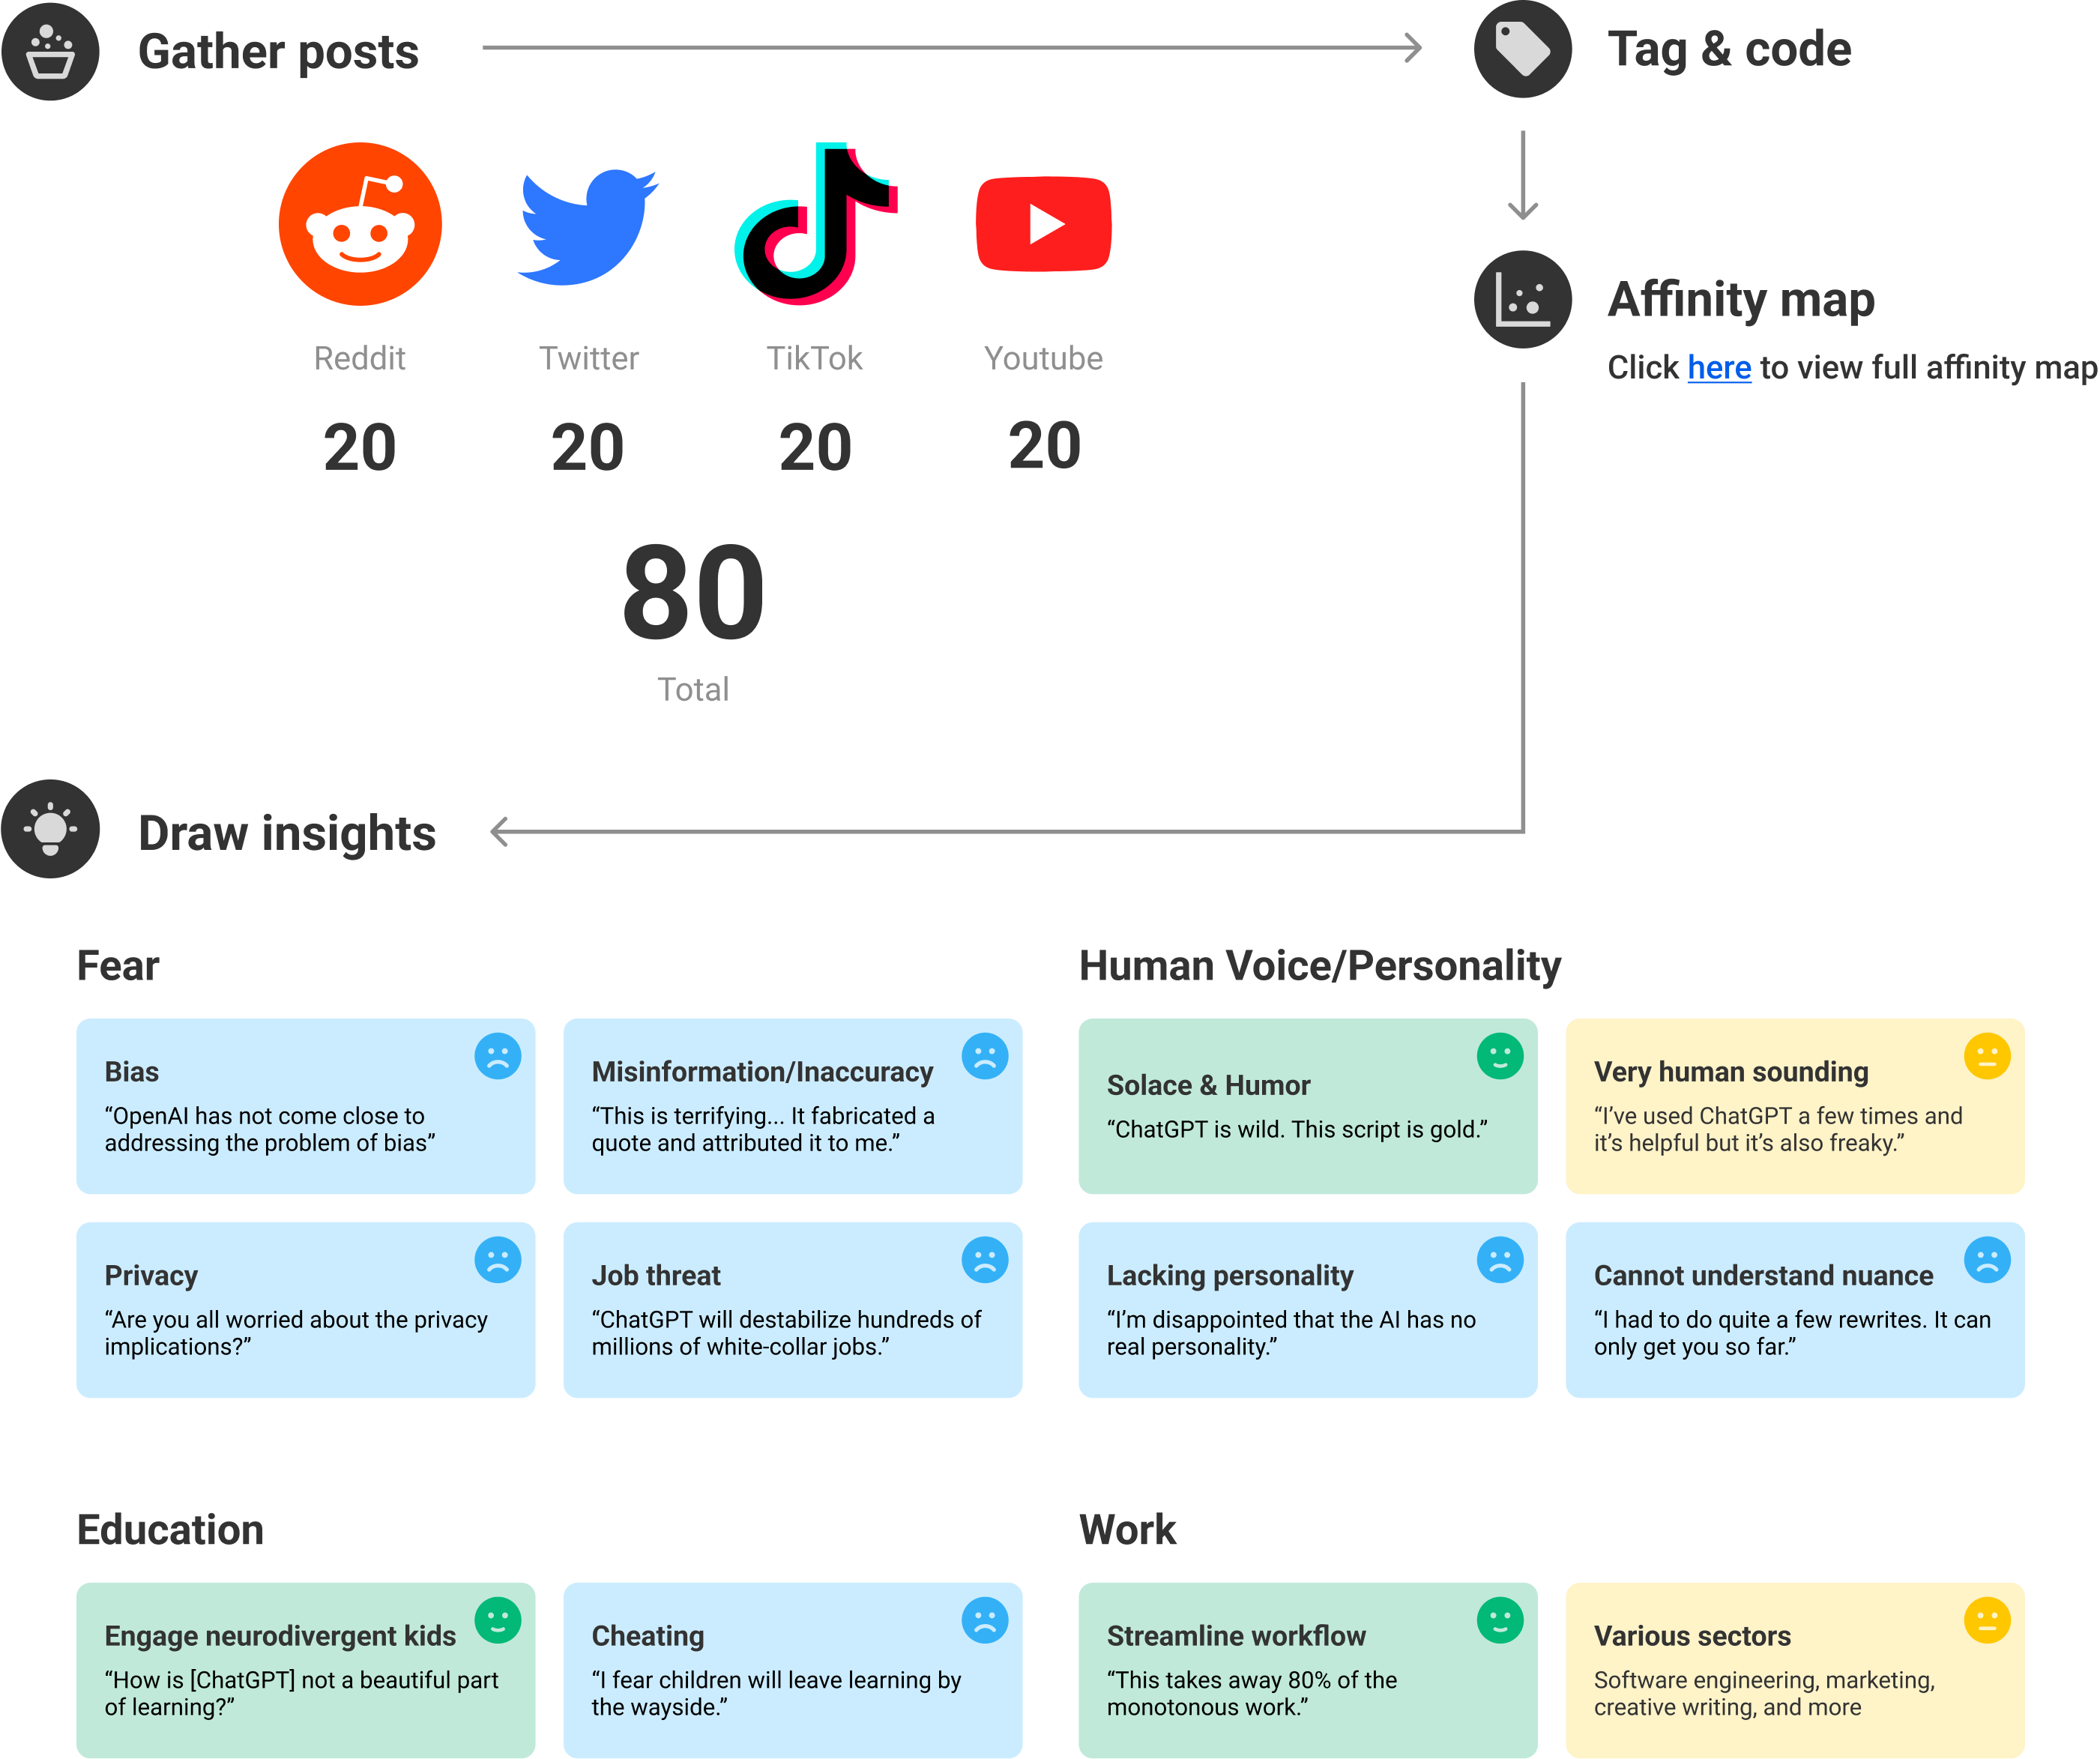 Gather posts
Tag & code
Affinity map
Click here to view full affinity map
Reddit
Twitter
TikTok
Youtube
20
20
20
20
80
Total
Draw insights
Fear
Bias
“OpenAI has not come close to
addressing the problem of bias”
Misinformation/Inaccuracy
“This is terrifying... It fabricated a
quote and attributed it to me.”
Privacy
“Are you all worried about the privacy
implications?”
Job threat
“ChatGPT will destabilize hundreds of
millions of white-collar jobs.”
Human Voice/Personality
Solace & Humor
“ChatGPT is wild. This script is gold.”
Very human sounding
“I’ve used ChatGPT a few times and
it’s helpful but it’s also freaky.”
Lacking personality
“I’m disappointed that the AI has no
real personality.”
Cannot understand nuance
“I had to do quite a few rewrites. It can
only get you so far.”
Education
Engage neurodivergent kids
“How is [ChatGPT] not a beautiful part
of learning?”
Cheating
“I fear children will leave learning by
the wayside.”
Work
Streamline workflow
“This takes away 80% of the
monotonous work.”
Various sectors
Software engineering, marketing,
creative writing, and more